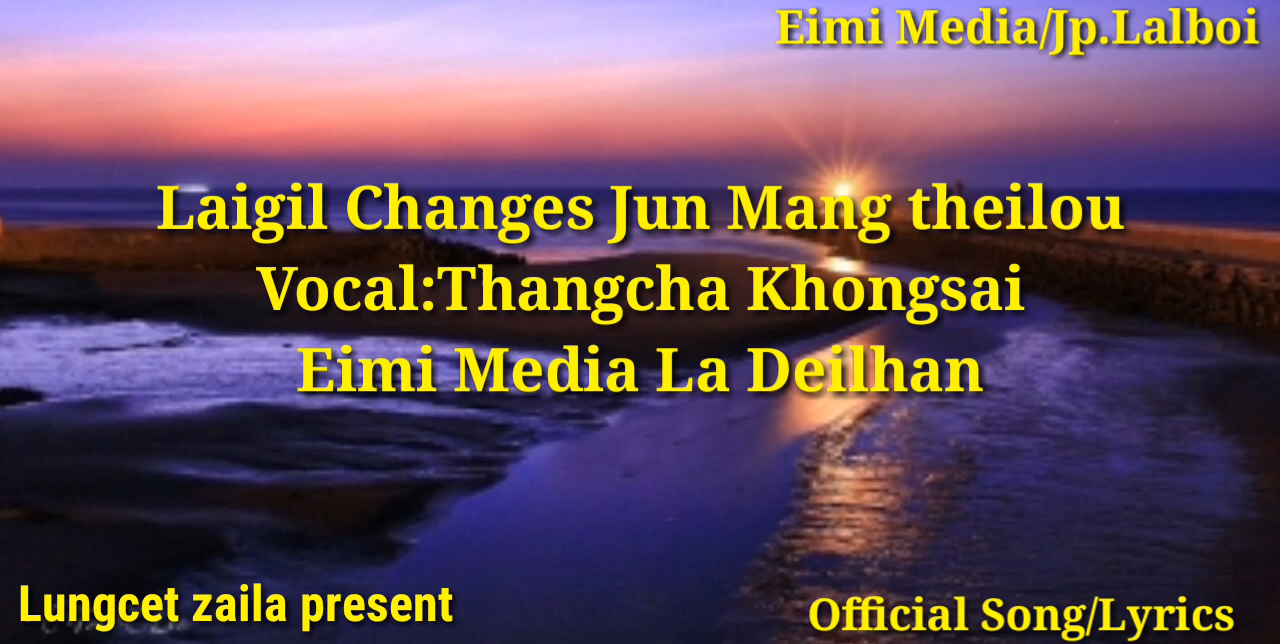 Eimi Media/Jp.Lalboi
Laigil Changes Jun Mang theilou
Vocal:Thangcha Khongsai
Eimi Media La Deilhan
Lungcet zaila present
Official Song/Lyrics